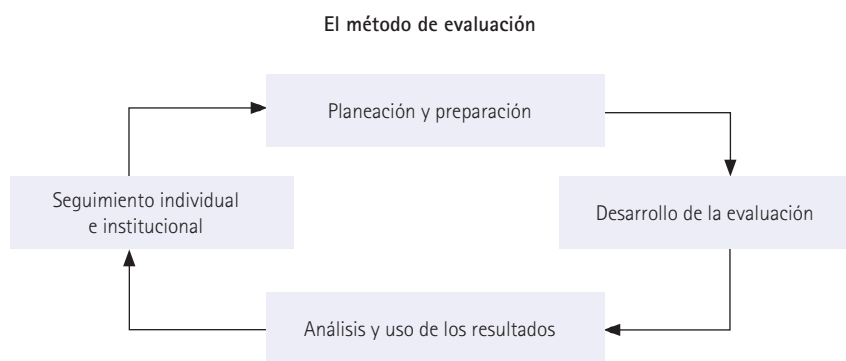 El método de evaluación
Planeación y preparación
Seguimiento individual
e institucional
Desarrollo de la evaluación
Análisis y uso de los resultados